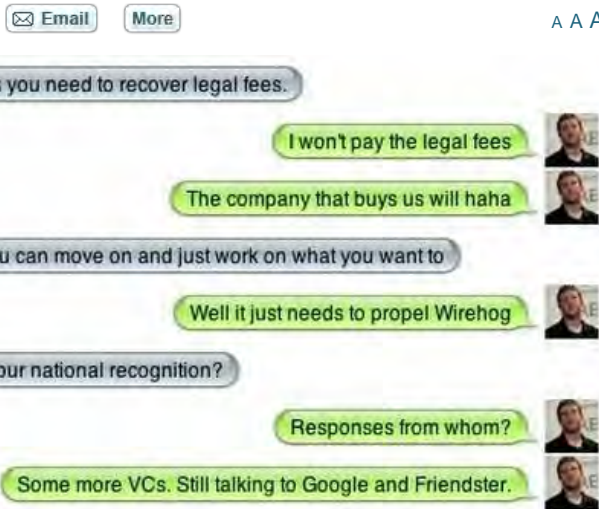 Email More A A A
you need to recover legal fees.
I won't pay the legal fees
The company that buys us will haha
can move on and just work on what you want to
Well it just needs to propel Wirehog
national recognition?
Responses from whom?
Some more VCs. Still talking to Google and Friendster.